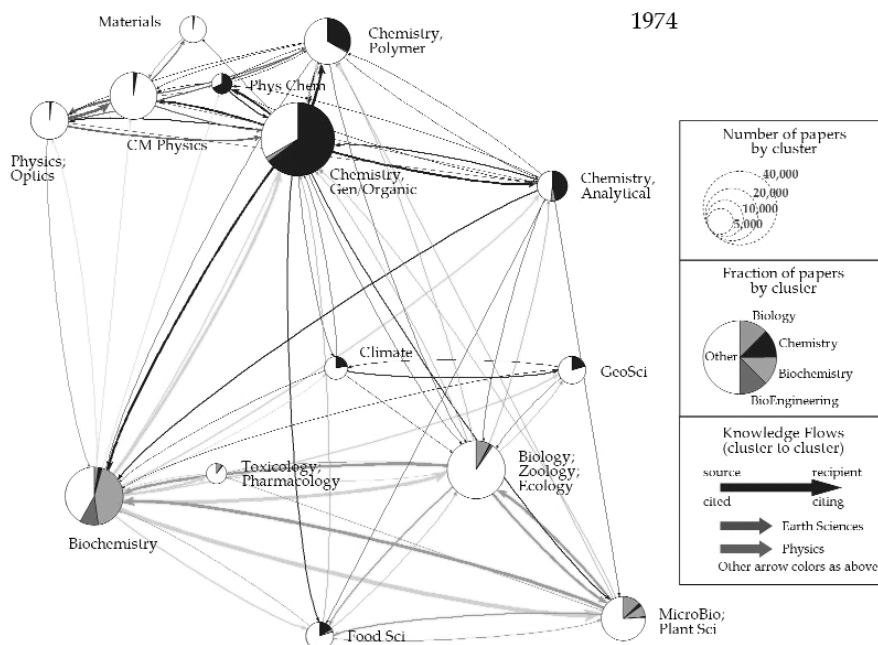 1974
Materials
Chemistry,
Polymer
Phys Chem
CM Physics
Physics;
Optics
Chemistry,
Gen/Organic
Chemistry,
Analytical
Climate
GeoSci
Toxicology;
Pharmacology
Biology;
Zoology;
Ecology
Biochemistry
Food Sci
MicroBio;
Plant Sci
Number of papers
by cluster
40,000
20,000
10,000
5,000
Fraction of papers
by cluster
Biology
Chemistry
Other
Biochemistry
BioEngineering
Knowledge Flows
(cluster to cluster)
source recipient
cited citing
Earth Sciences
Physics
Other arrow colors as above